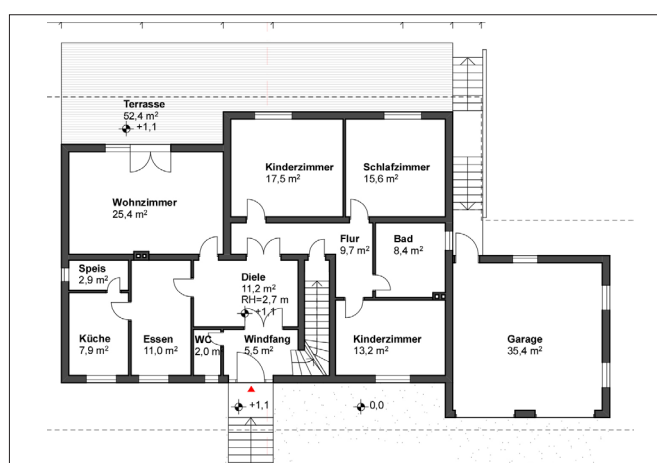 Terrasse
52,4 m²
+1,1
Kinderzimmer
17,5 m²
Schlafzimmer
15,6 m²
Wohnzimmer
25,4 m²
Flur
9,7 m²
Bad
8,4 m²
Speis
2,9 m²
Diele
11,2 m²
RH=2,7 m
+1,1
Küche
7,9 m²
Essen
11,0 m²
WC
2,0 m²
Windfang
5,5 m²
Kinderzimmer
13,2 m²
Garage
35,4 m²
+1,1
0,0